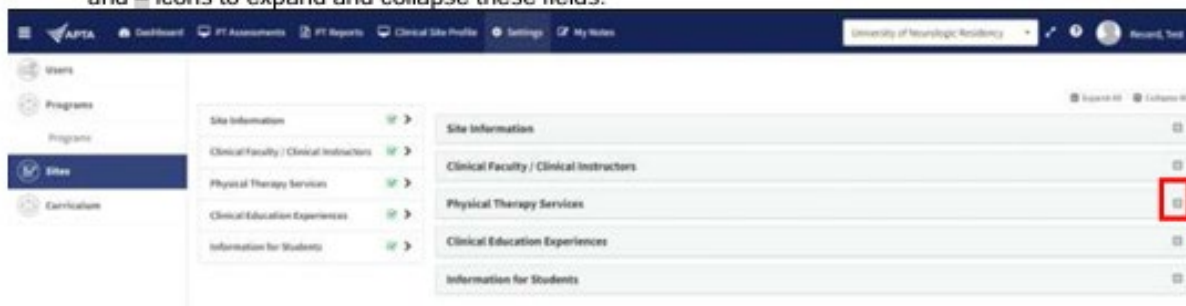 and icons to expand and collapse these fields.
APTA Dashboard PT Assessments PT Reports Clinical Site Profile Settings My Notes University of Neurologic Residency Record, Test
Users
Programs
Programs
Sites
Curriculum
Expand All Collapse
Site Information
Clinical Faculty / Clinical Instructors
Physical Therapy Services
Clinical Education Experiences
Information for Students
Site Information
Clinical Faculty / Clinical Instructors
Physical Therapy Services
Clinical Education Experiences
Information for Students